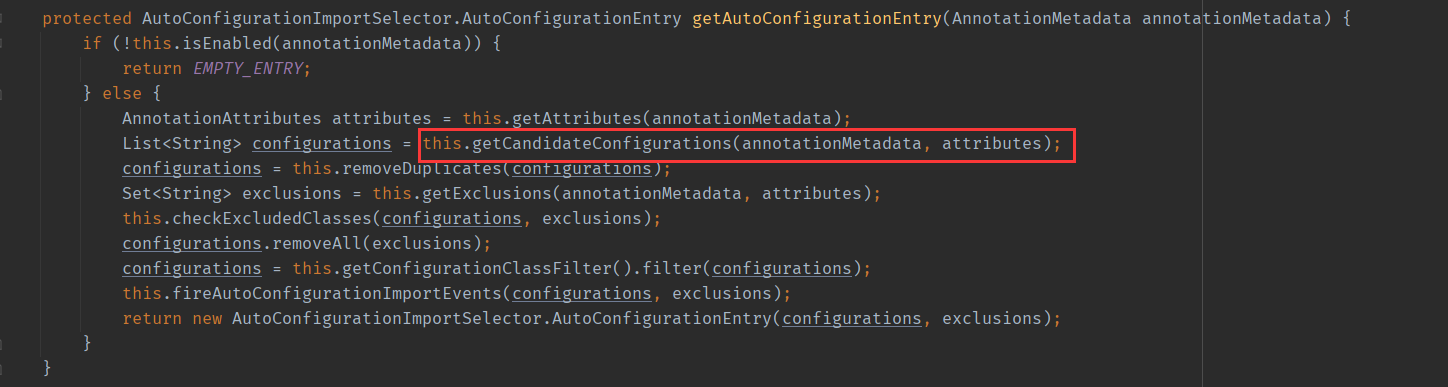 protected AutoConfigurationImportSelector.AutoConfigurationEntry getAutoConfigurationEntry(AnnotationMetadata annotationMetadata) {
if (!this.isEnabled(annotationMetadata)) {
return EMPTY_ENTRY;
} else {
AnnotationAttributes attributes = this.getAttributes(annotationMetadata);
List<String> configurations = this.getCandidateConfigurations(annotationMetadata, attributes);
configurations = this.removeDuplicates(configurations);
Set<String> exclusions = this.getExclusions(annotationMetadata, attributes);
this.checkExcludedClasses(configurations, exclusions);
configurations.removeAll(exclusions);
configurations = this.getConfigurationClassFilter().filter(configurations);
this.fireAutoConfigurationImportEvents(configurations, exclusions);
return new AutoConfigurationImportSelector.AutoConfigurationEntry(configurations, exclusions);
}
}